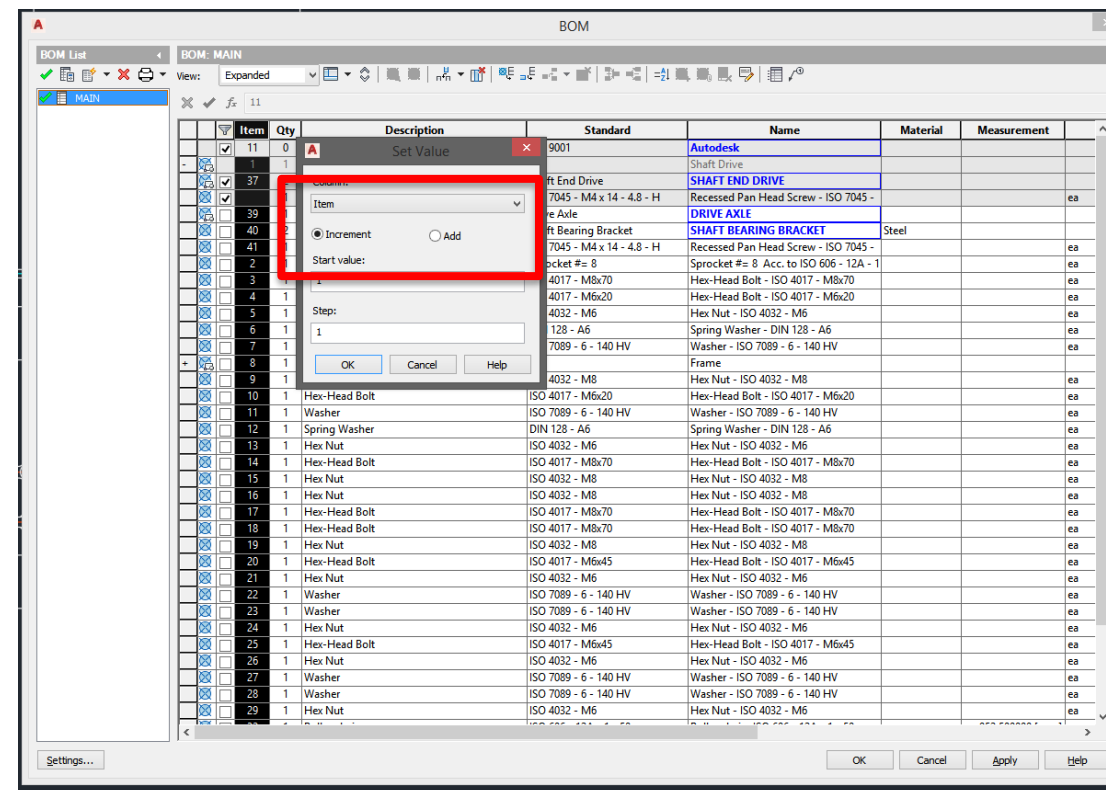 A BOM
BOM List BOM: MAIN
View: Expanded
MAIN 11
Item Qty Description Standard Name Material Measurement
11 0 9001 Autodesk
- 1 1 Shaft Drive
37 ft End Drive SHAFT END DRIVE
7045 - M4 x 14 - 4.8 - H Recessed Pan Head Screw - ISO 7045 - ea
39 e Axle DRIVE AXLE
40 2 ft Bearing Bracket SHAFT BEARING BRACKET Steel
41 7045 - M4 x 14 - 4.8 - H Recessed Pan Head Screw - ISO 7045 - ea
2 ocket #= 8 Sprocket #= 8 Acc. to ISO 606 - 12A - 1 ea
3 1 4017 - M8x70 Hex-Head Bolt - ISO 4017 - M8x70 ea
4 1 4017 - M6x20 Hex-Head Bolt - ISO 4017 - M6x20 ea
5 1 4032 - M6 Hex Nut - ISO 4032 - M6 ea
6 1 128 - A6 Spring Washer - DIN 128 - A6 ea
7 1 7089 - 6 - 140 HV Washer - ISO 7089 - 6 - 140 HV ea
+ 8 1 Frame
9 1 4032 - M8 Hex Nut - ISO 4032 - M8 ea
10 1 Hex-Head Bolt ISO 4017 - M6x20 Hex-Head Bolt - ISO 4017 - M6x20 ea
11 1 Washer ISO 7089 - 6 - 140 HV Washer - ISO 7089 - 6 - 140 HV ea
12 1 Spring Washer DIN 128 - A6 Spring Washer - DIN 128 - A6 ea
13 1 Hex Nut ISO 4032 - M6 Hex Nut - ISO 4032 - M6 ea
14 1 Hex-Head Bolt ISO 4017 - M8x70 Hex-Head Bolt - ISO 4017 - M8x70 ea
15 1 Hex Nut ISO 4032 - M8 Hex Nut - ISO 4032 - M8 ea
16 1 Hex Nut ISO 4032 - M8 Hex Nut - ISO 4032 - M8 ea
17 1 Hex-Head Bolt ISO 4017 - M8x70 Hex-Head Bolt - ISO 4017 - M8x70 ea
18 1 Hex-Head Bolt ISO 4017 - M8x70 Hex-Head Bolt - ISO 4017 - M8x70 ea
19 1 Hex Nut ISO 4032 - M8 Hex Nut - ISO 4032 - M8 ea
20 1 Hex-Head Bolt ISO 4017 - M6x45 Hex-Head Bolt - ISO 4017 - M6x45 ea
21 1 Hex Nut ISO 4032 - M6 Hex Nut - ISO 4032 - M6 ea
22 1 Washer ISO 7089 - 6 - 140 HV Washer - ISO 7089 - 6 - 140 HV ea
23 1 Washer ISO 7089 - 6 - 140 HV Washer - ISO 7089 - 6 - 140 HV ea
24 1 Hex Nut ISO 4032 - M6 Hex Nut - ISO 4032 - M6 ea
25 1 Hex-Head Bolt ISO 4017 - M6x45 Hex-Head Bolt - ISO 4017 - M6x45 ea
26 1 Hex Nut ISO 4032 - M6 Hex Nut - ISO 4032 - M6 ea
27 1 Washer ISO 7089 - 6 - 140 HV Washer - ISO 7089 - 6 - 140 HV ea
28 1 Washer ISO 7089 - 6 - 140 HV Washer - ISO 7089 - 6 - 140 HV ea
29 1 Hex Nut ISO 4032 - M6 Hex Nut - ISO 4032 - M6 ea
A Set Value
Item
Increment Add
Start value:
1
Step:
1
OK Cancel Help
Settings... OK Cancel Apply Help